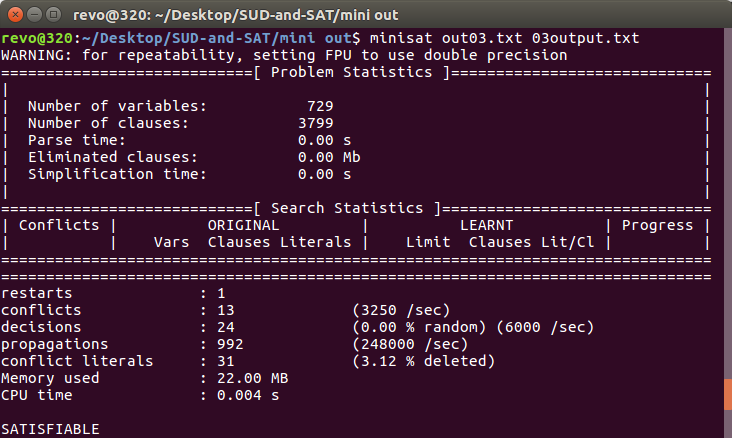 revo@320: ~/Desktop/SUD-and-SAT/mini out
revo@320:~/Desktop/SUD-and-SAT/mini out$ minisat out03.txt 03output.txt
WARNING: for repeatability, setting FPU to use double precision
============================[ Problem Statistics ]=============================
|                                                                             |
|  Number of variables:           729                                         |
|  Number of clauses:            3799                                         |
|  Parse time:                   0.00 s                                       |
|  Eliminated clauses:           0.00 Mb                                      |
|  Simplification time:          0.00 s                                       |
|                                                                             |
============================[ Search Statistics ]==============================
| Conflicts |          ORIGINAL         |          LEARNT          | Progress |
|           |    Vars  Clauses Literals |    Limit  Clauses Lit/Cl |          |
===============================================================================
===============================================================================
restarts              : 1
conflicts             : 13             (3250 /sec)
decisions             : 24             (0.00 % random) (6000 /sec)
propagations          : 992            (248000 /sec)
conflict literals     : 31             (3.12 % deleted)
Memory used           : 22.00 MB
CPU time              : 0.004 s

SATISFIABLE